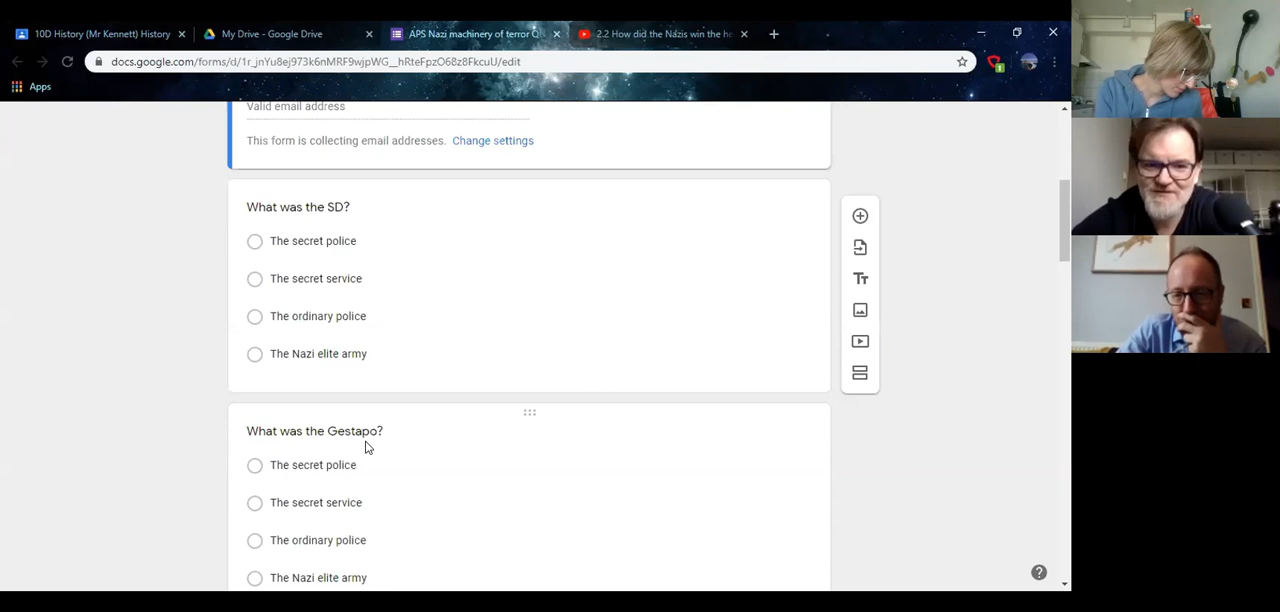 10D History (Mr Kennett) History
My Drive - Google Drive
APS Nazi machinery of terror Q
2.2 How did the Nazis win the he
docs.google.com/forms/d/1r_jnYu8ej973k6nMRF9wjpWG__hRteFpzO68z8FkcuU/edit
Apps
Valid email address
This form is collecting email addresses. Change settings
What was the SD?
The secret police
The secret service
The ordinary police
The Nazi elite army
What was the Gestapo?
The secret police
The secret service
The ordinary police
The Nazi elite army